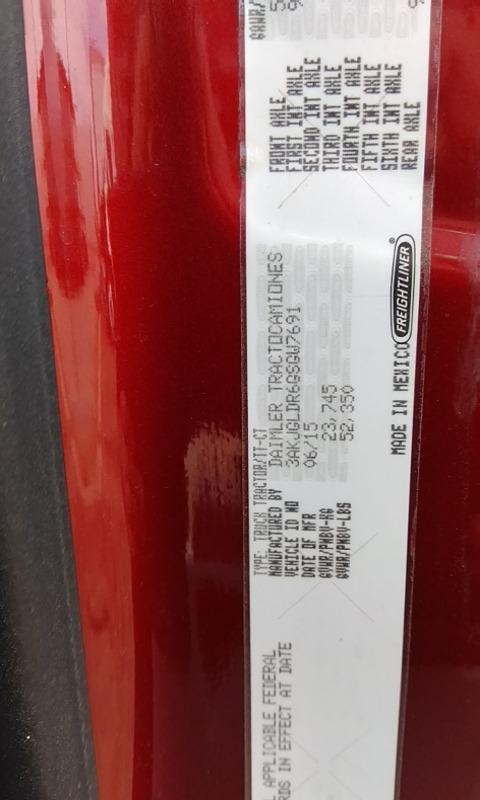 APPLICABLE FEDERAL
RDS IN EFFECT AT DATE
TYPE: TRUCK TRACTOR/TT-CT
MANUFACTURED BY DAIMLER TRACTOCAMIONES
VEHICLE ID NO 3AKJGLDR6GSGW7691
DATE OF MFR 06/15
GVWR/PNBV-KG 23,745
GVWR/PNBV-LBS 52,350
MADE IN MEXICO FREIGHTLINER®
GAWR/
FRONT AXLE
FIRST INT AXLE
SECOND INT AXLE
THIRD INT AXLE
FOURTH INT AXLE
FIFTH INT AXLE
SIXTH INT AXLE
REAR AXLE